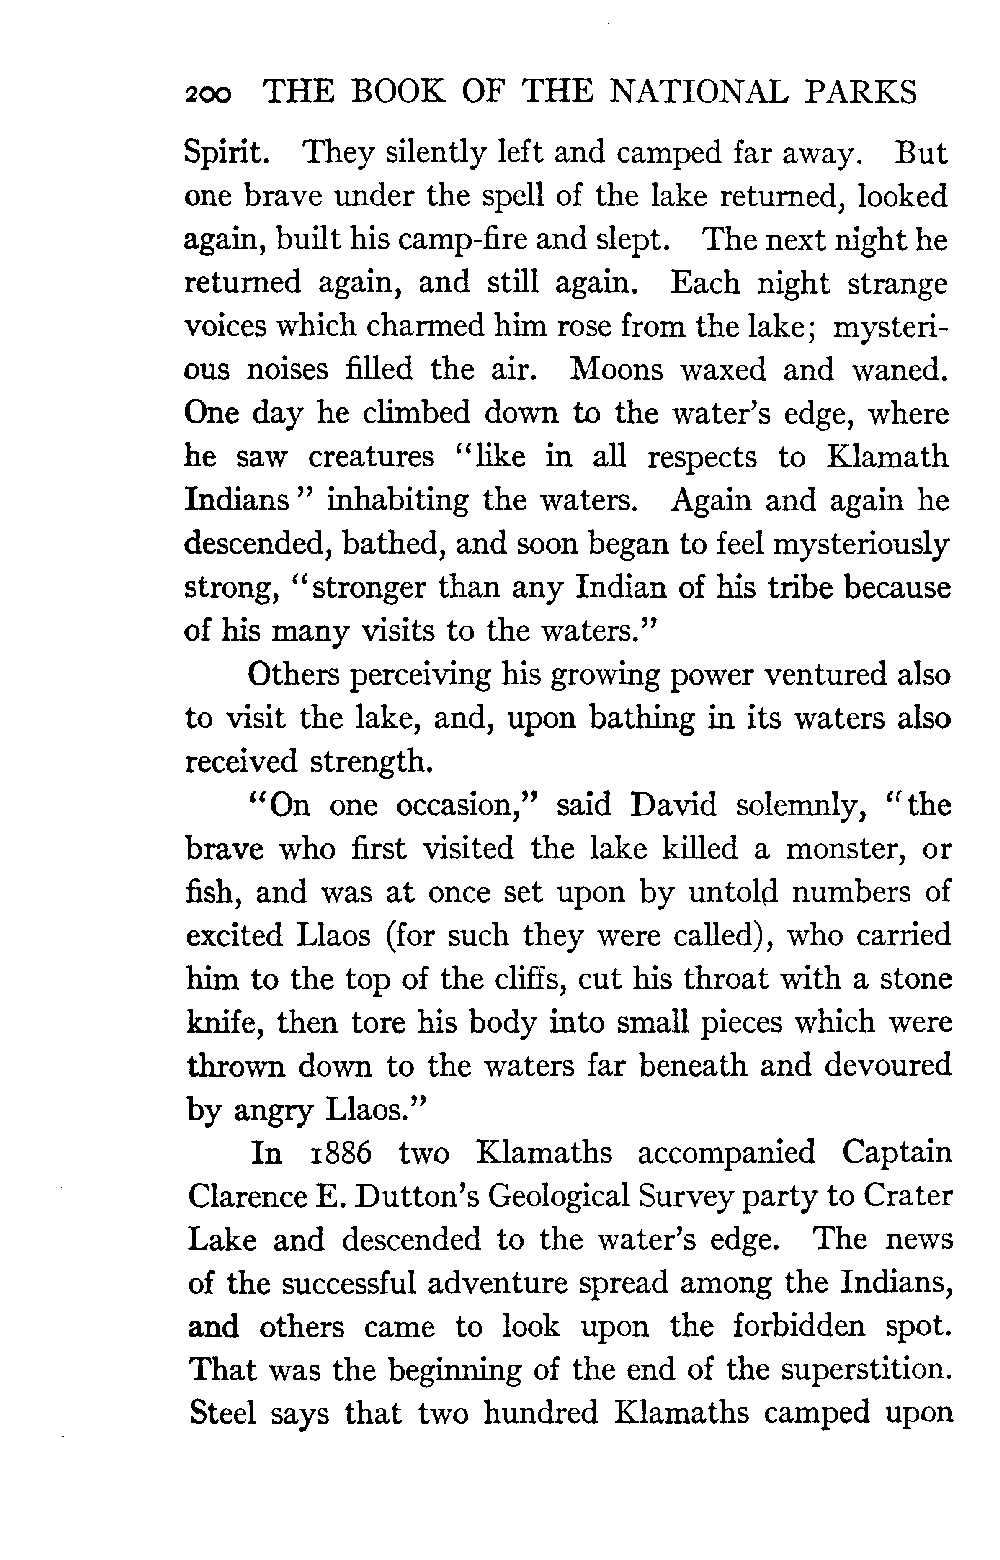 200 THE BOOK OF THE NATIONAL PARKS
Spirit. They silently left and camped far away. But
one brave under the spell of the lake returned, looked
again, built his camp-fire and slept. The next night he
returned again, and still again. Each night strange
voices which charmed him rose from the lake; mysteri-
ous noises filled the air. Moons waxed and waned.
One day he climbed down to the water's edge, where
he saw creatures "like in all respects to Klamath
Indians" inhabiting the waters. Again and again he
descended, bathed, and soon began to feel mysteriously
strong, "stronger than any Indian of his tribe because
of his many visits to the waters."
Others perceiving his growing power ventured also
to visit the lake, and, upon bathing in its waters also
received strength.
"On one occasion," said David solemnly, "the
brave who first visited the lake killed a monster, or
fish, and was at once set upon by untold numbers of
excited Llaos (for such they were called), who carried
him to the top of the cliffs, cut his throat with a stone
knife, then tore his body into small pieces which were
thrown down to the waters far beneath and devoured
by angry Llaos."
In 1886 two Klamaths accompanied Captain
Clarence E. Dutton's Geological Survey party to Crater
Lake and descended to the water's edge. The news
of the successful adventure spread among the Indians,
and others came to look upon the forbidden spot.
That was the beginning of the end of the superstition.
Steel says that two hundred Klamaths camped upon